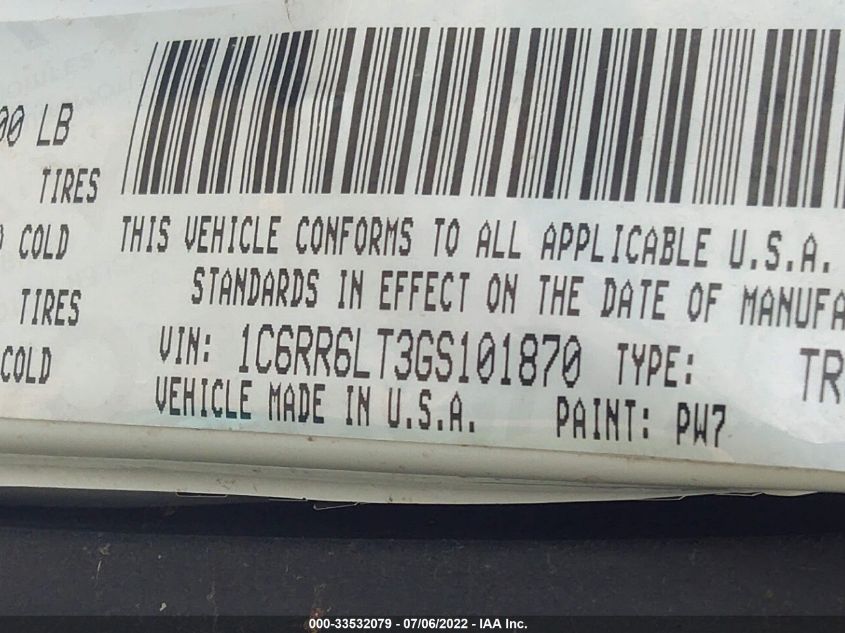 00 LB
TIRES
COLD
TIRES
COLD
THIS VEHICLE CONFORMS TO ALL APPLICABLE U.S.A.
STANDARDS IN EFFECT ON THE DATE OF MANUFA
VIN: 1C6RR6LT3GS101870 TYPE: TR
VEHICLE MADE IN U.S.A. PAINT: PW7
000-33532079 - 07/06/2022 - IAA Inc.